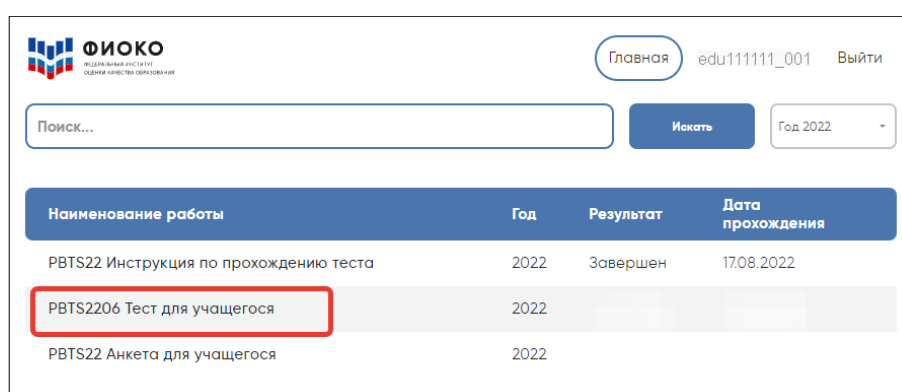 ФИОКО
ФЕДЕРАЛЬНЫЙ ИНСТИТУТ
ОЦЕНКИ КАЧЕСТВА ОБРАЗОВАНИЯ
Главная edu111111_001 Выйти
Поиск... Искать Год 2022
Наименование работы Год Результат Дата прохождения
PBTS22 Инструкция по прохождению теста 2022 Завершен 17.08.2022
PBTS2206 Тест для учащегося 2022
PBTS22 Анкета для учащегося 2022